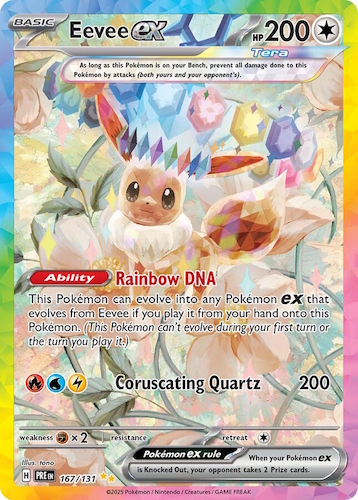 BASIC
Eevee ex
HP 200
Tera
As long as this Pokémon is on your Bench, prevent all damage done to this
Pokémon by attacks (both yours and your opponent's).
Ability Rainbow DNA
This Pokémon can evolve into any Pokémon ex that
evolves from Eevee if you play it from your hand onto this
Pokémon. (This Pokémon can't evolve during your first turn or
the turn you play it.)
Coruscating Quartz 200
weakness ×2 resistance retreat
Illus. tono
Pokémon ex rule
When your Pokémon ex
is Knocked Out, your opponent takes 2 Prize cards.
H PRE EN 167/131
©2025 Pokémon / Nintendo / Creatures / GAME FREAK